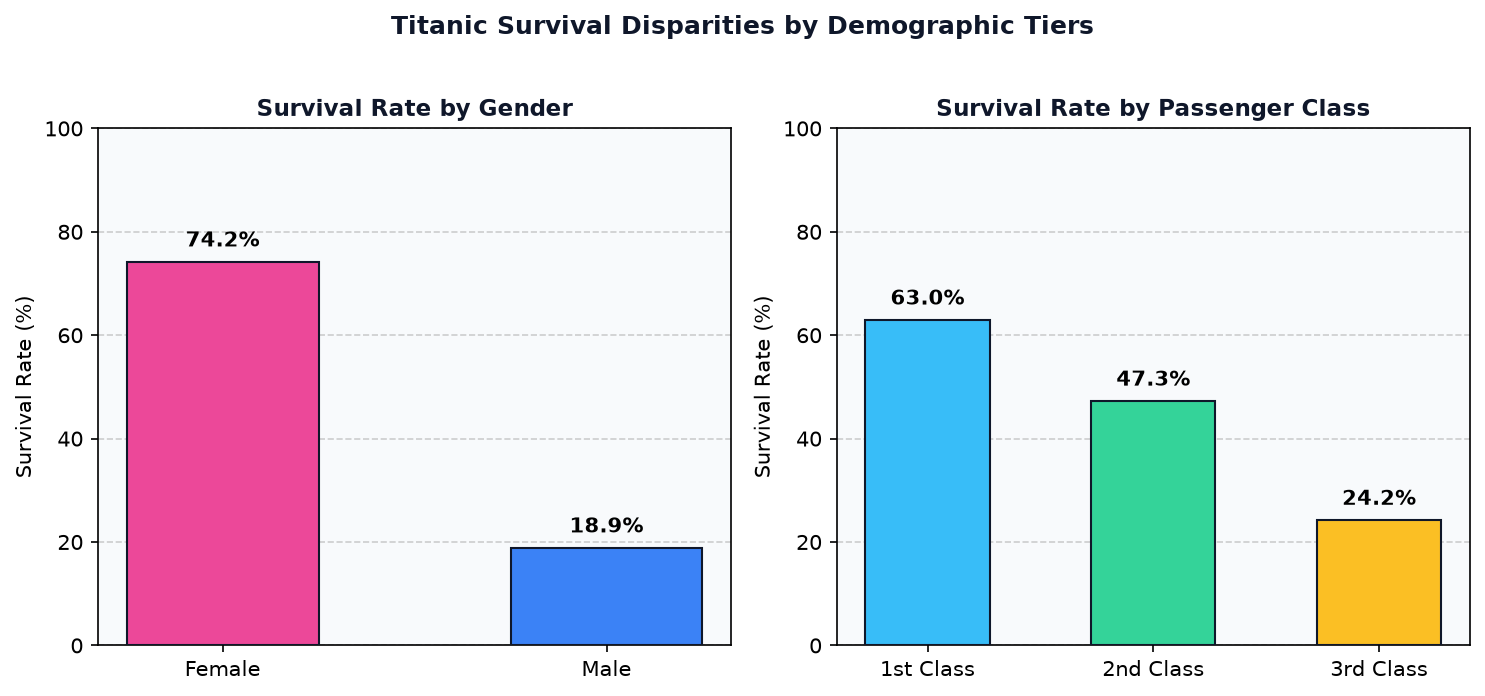 Titanic Survival Disparities by Demographic Tiers
Survival Rate by Gender
Survival Rate (%)
100
80
60
40
20
0
74.2%
18.9%
Female
Male
Survival Rate by Passenger Class
Survival Rate (%)
100
80
60
40
20
0
63.0%
47.3%
24.2%
1st Class
2nd Class
3rd Class